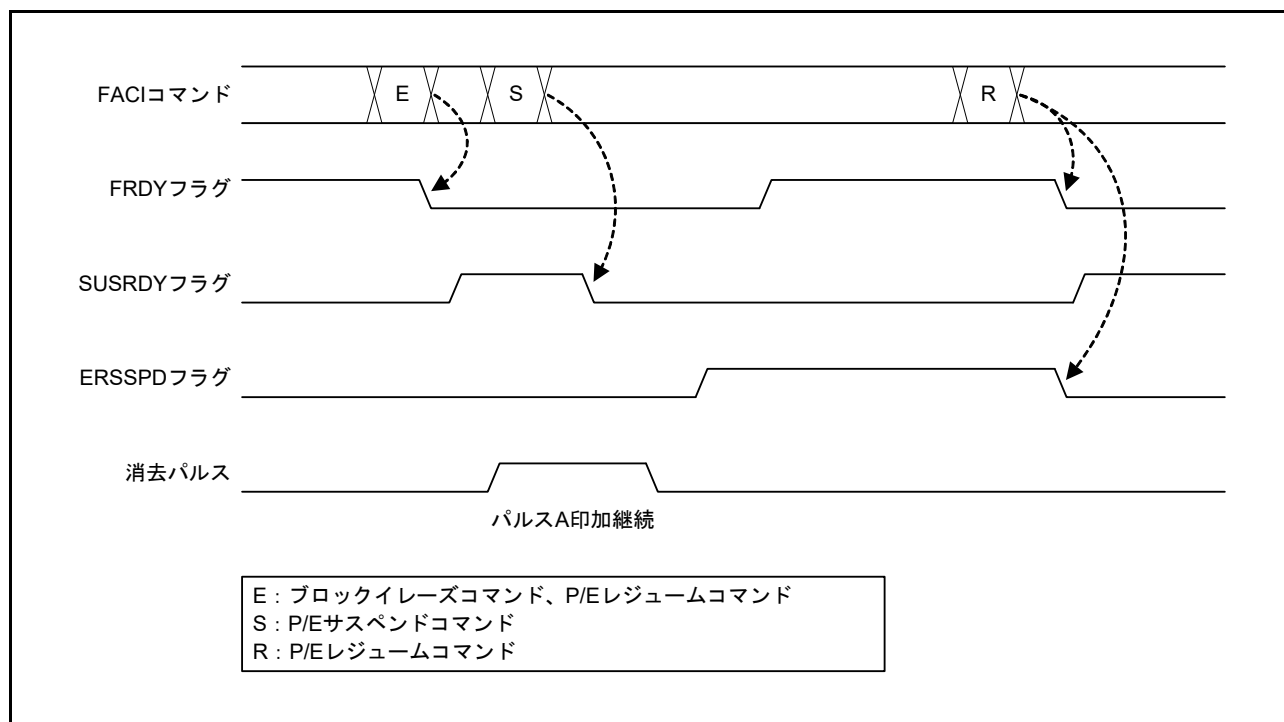 FACIコマンド
E
S
R
FRDYフラグ
SUSRDYフラグ
ERSSPDフラグ
消去パルス
パルスA印加継続
E：ブロックイレーズコマンド、P/Eレジュームコマンド
S：P/Eサスペンドコマンド
R：P/Eレジュームコマンド